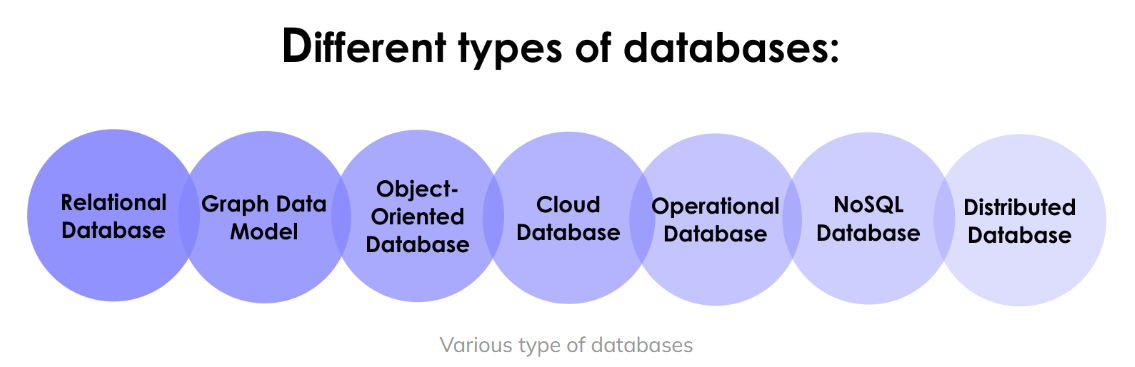 Different types of databases:
Relational
Database
Graph Data
Model
Object-
Oriented
Database
Cloud
Database
Operational
Database
NoSQL
Database
Distributed
Database
Various type of databases